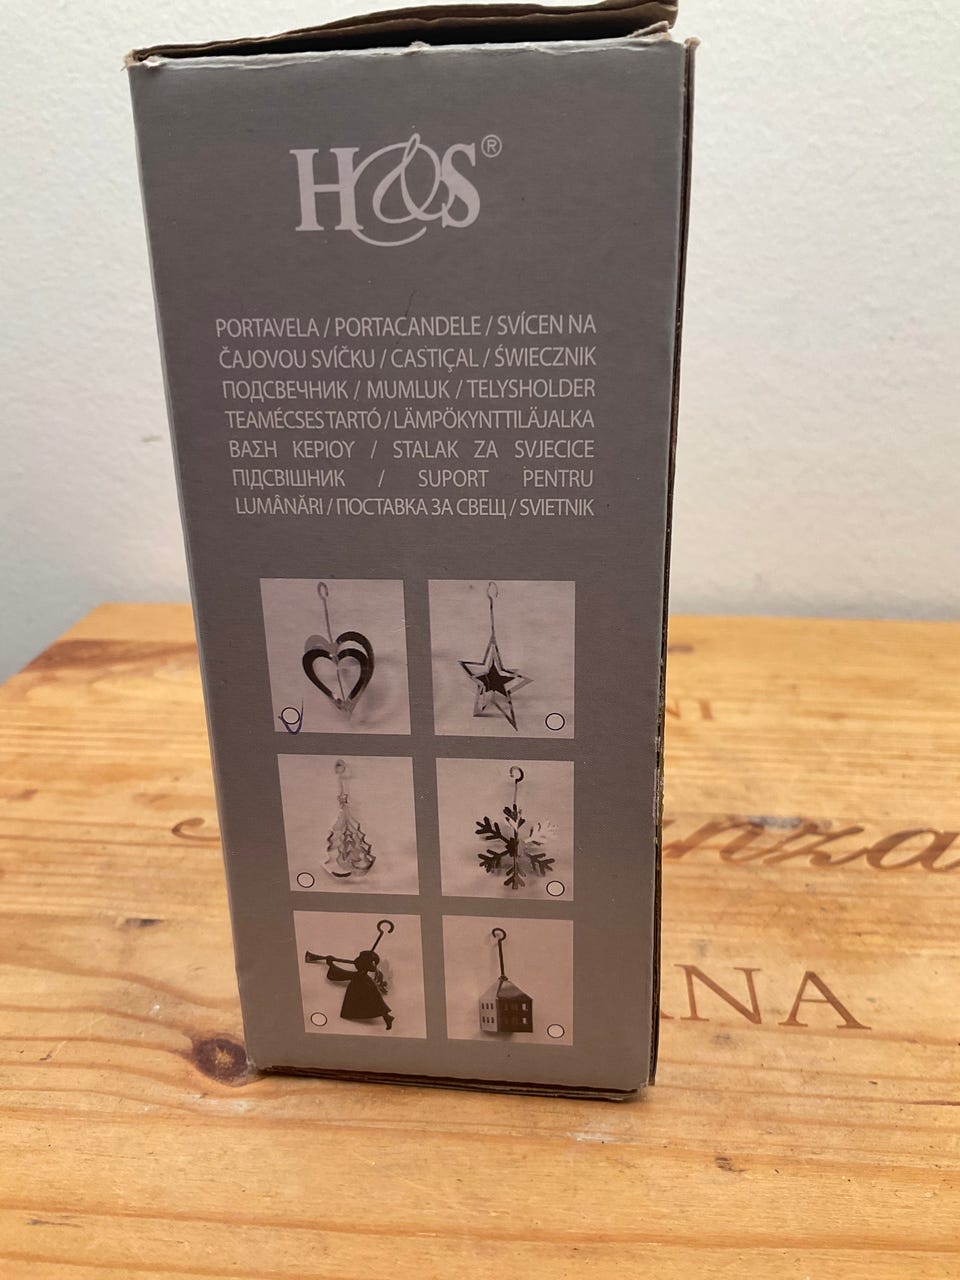 H&S®
PORTAVELA / PORTACANDELE / SVÍCEN NA
ČAJOVOU SVÍČKU / CASTIÇAL / ŚWIECZNIK
ПОДСВЕЧНИК / MUMLUK / TELYSHOLDER
TEAMÉCSESTARTÓ / LÄMPÖKYNTTILÄJALKA
ΒΑΣΗ ΚΕΡΙΟΥ / STALAK ZA SVJECICE
ПІДСВІШНИК / SUPORT PENTRU
LUMÂNĂRI / ПОСТАВКА ЗА СВЕЩ / SVIETNIK
ANA